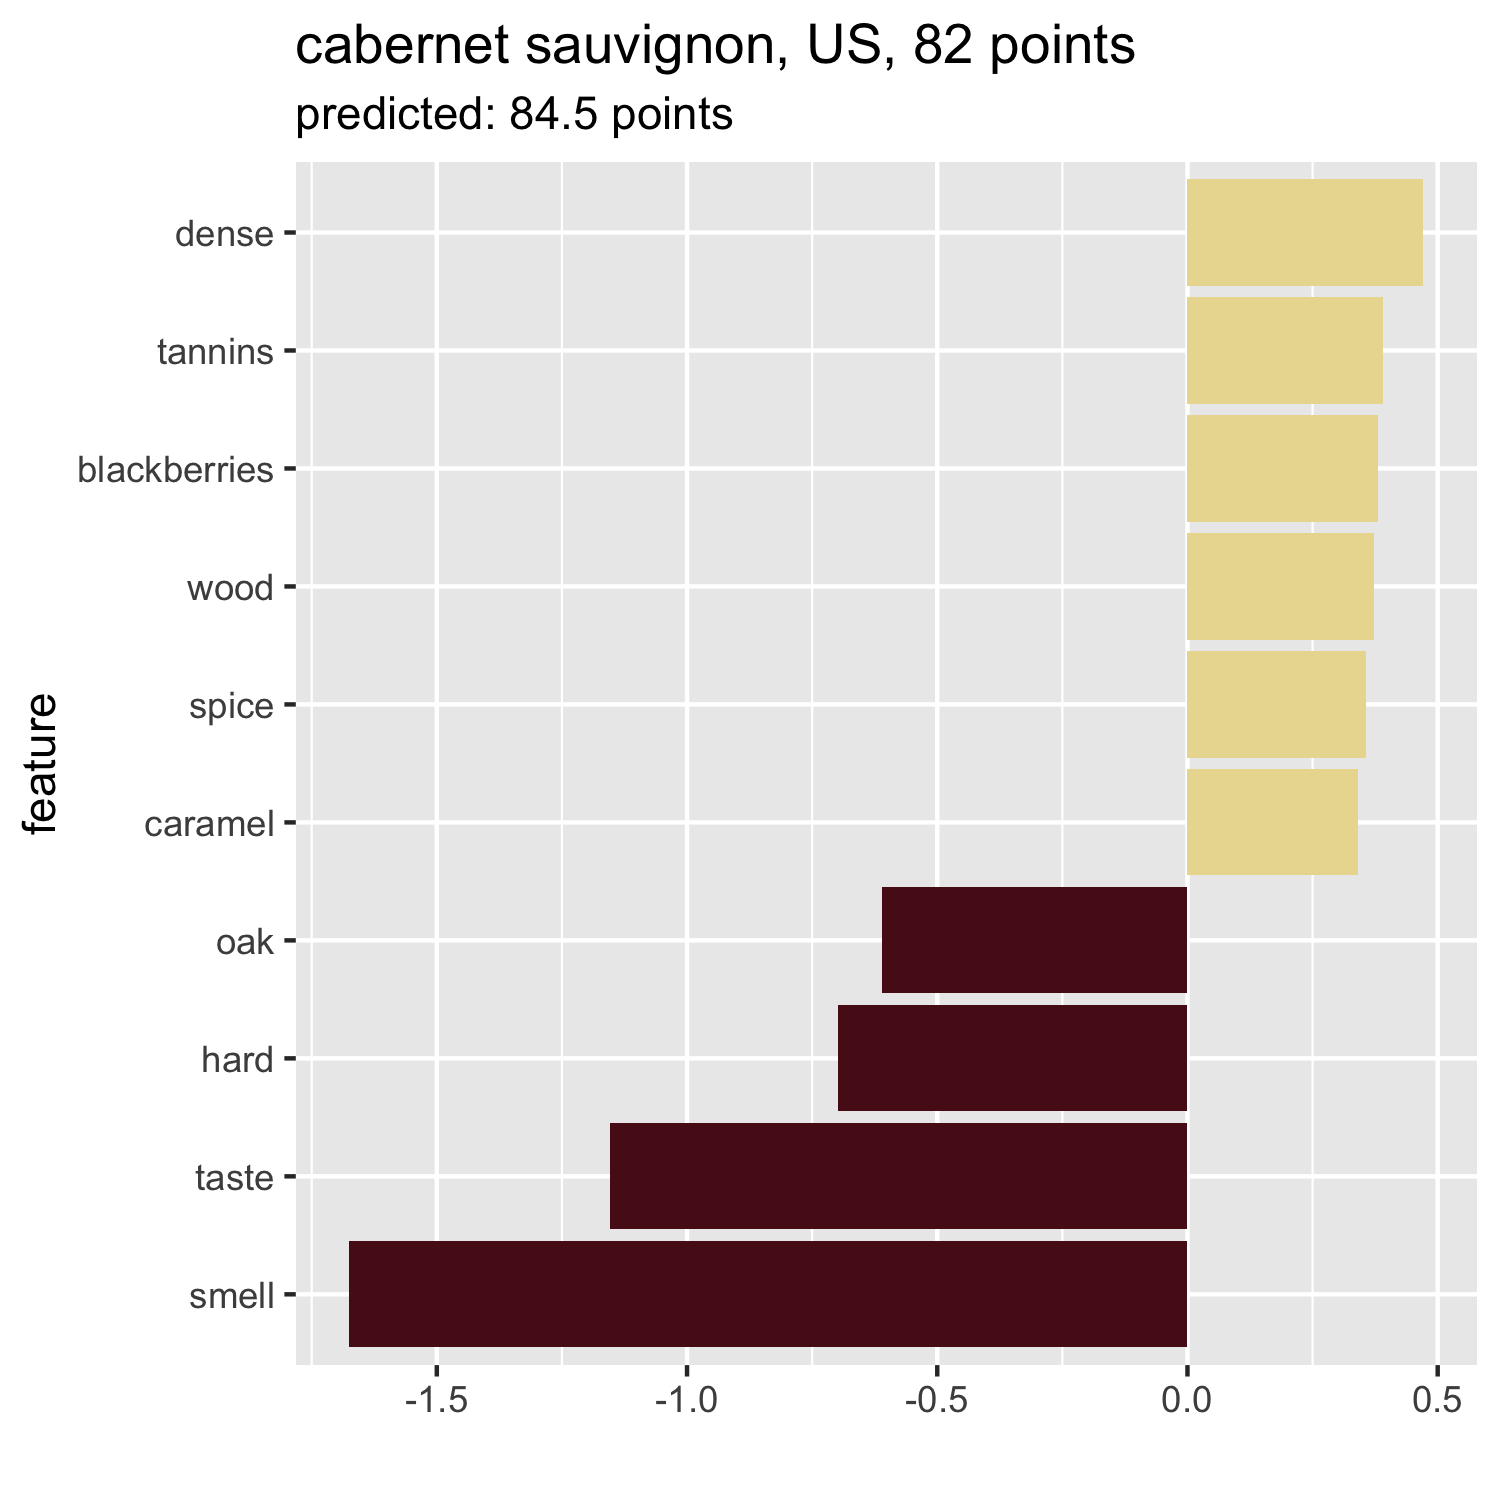 cabernet sauvignon, US, 82 points
predicted: 84.5 points
dense
tannins
blackberries
wood
spice
caramel
oak
hard
taste
smell
feature
-1.5 -1.0 -0.5 0.0 0.5